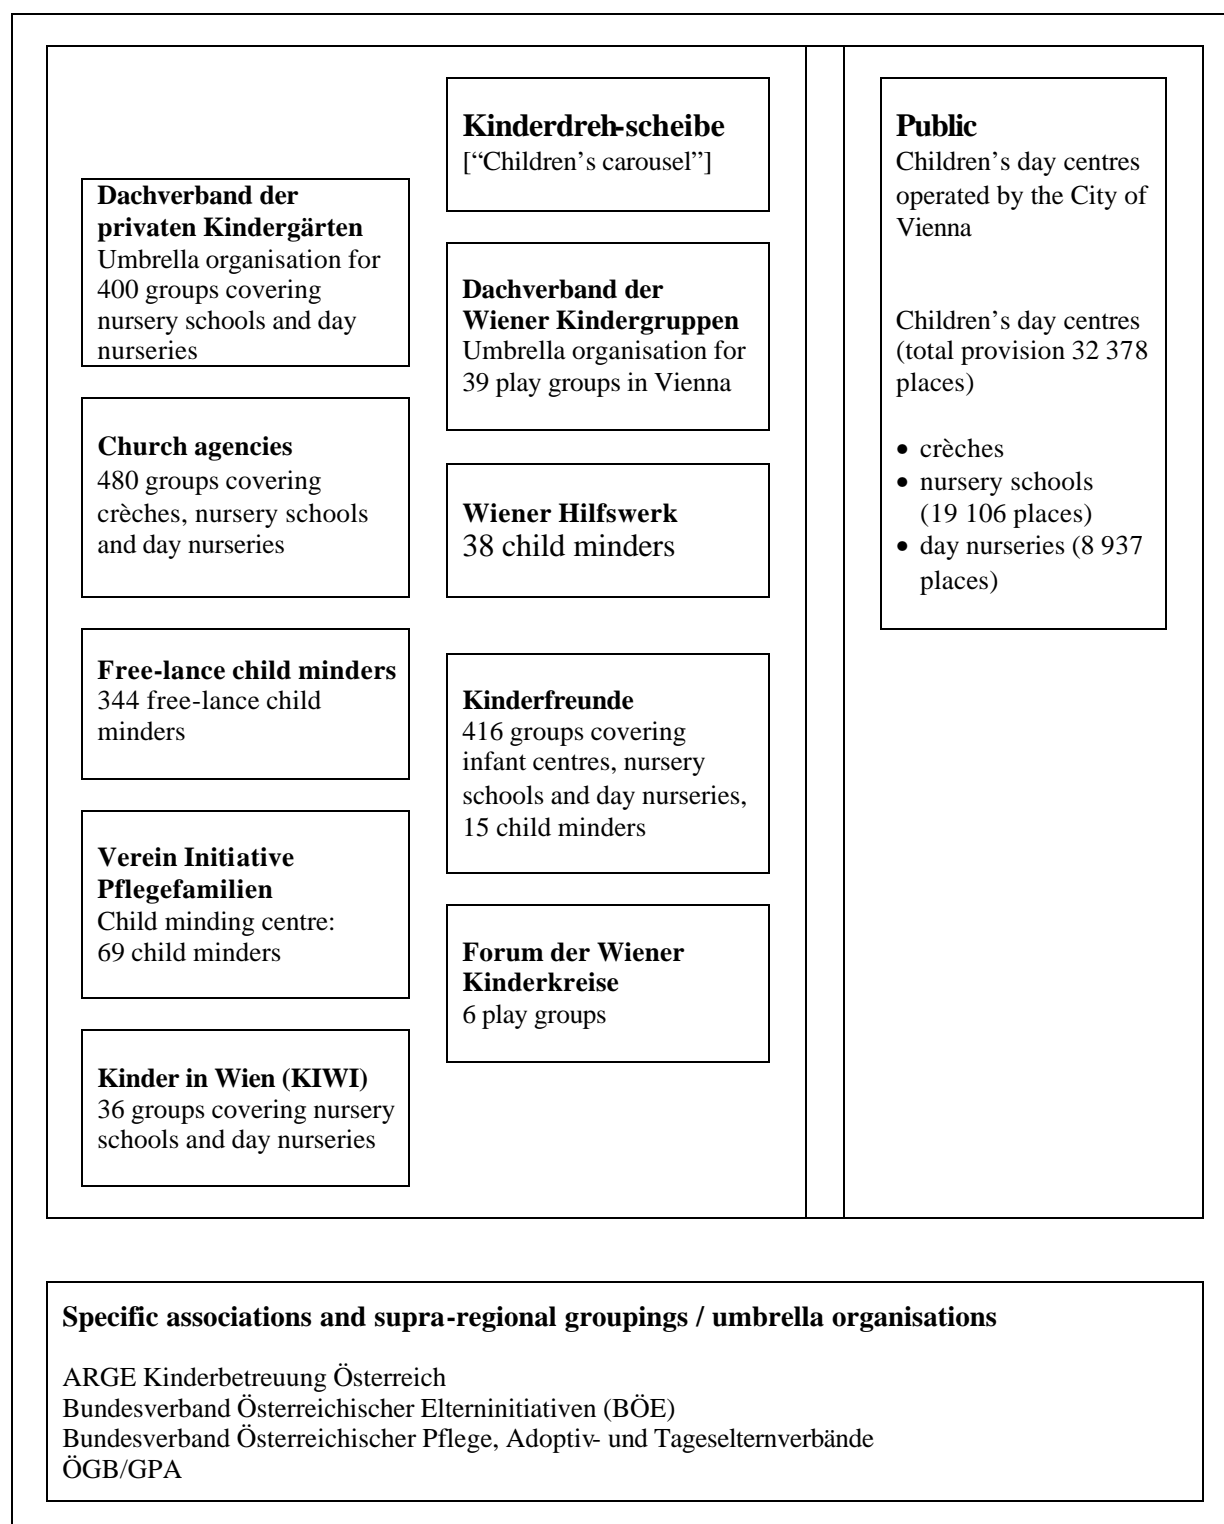 Dachverband der
privaten Kindergärten
Umbrella organisation for
400 groups covering
nursery schools and day
nurseries
Church agencies
480 groups covering
crèches, nursery schools
and day nurseries
Free-lance child minders
344 free-lance child
minders
Verein Initiative
Pflegefamilien
Child minding centre:
69 child minders
Kinder in Wien (KIWI)
36 groups covering nursery
schools and day nurseries
Kinderdreh-scheibe
[“Children’s carousel”]
Dachverband der
Wiener Kindergruppen
Umbrella organisation for
39 play groups in Vienna
Wiener Hilfswerk
38 child minders
Kinderfreunde
416 groups covering
infant centres, nursery
schools and day nurseries,
15 child minders
Forum der Wiener
Kinderkreise
6 play groups
Public
Children’s day centres
operated by the City of
Vienna
Children’s day centres
(total provision 32 378
places)
• crèches
• nursery schools
(19 106 places)
• day nurseries (8 937
places)
Specific associations and supra-regional groupings / umbrella organisations
ARGE Kinderbetreuung Österreich
Bundesverband Österreichischer Elterninitiativen (BÖE)
Bundesverband Österreichischer Pflege, Adoptiv- und Tageselternverbände
ÖGB/GPA